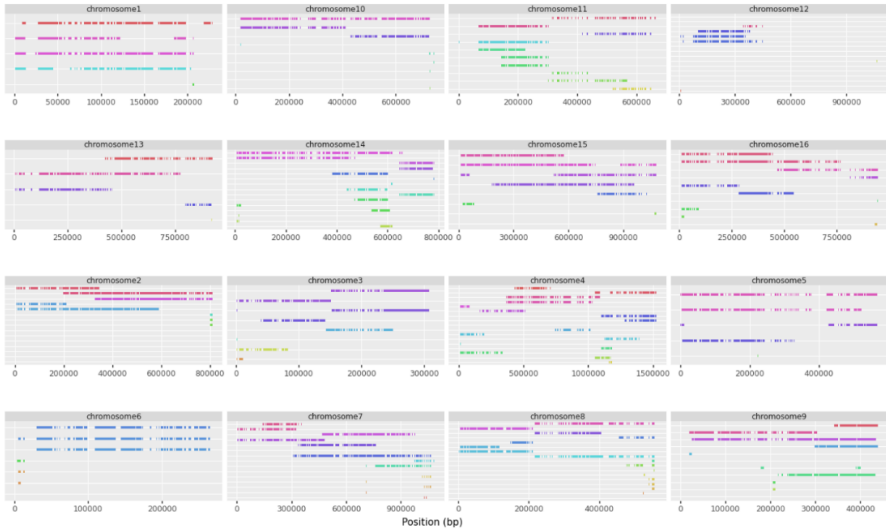 chromosome1 chromosome10 chromosome11 chromosome12
0 50000 100000 150000 200000 0 200000 400000 600000 0 200000 400000 600000 0 300000 600000 900000
chromosome13 chromosome14 chromosome15 chromosome16
0 250000 500000 750000 0 200000 400000 600000 800000 0 300000 600000 900000 0 250000 500000 750000
chromosome2 chromosome3 chromosome4 chromosome5
0 200000 400000 600000 800000 0 100000 200000 300000 0 500000 1000000 1500000 0 200000 400000
chromosome6 chromosome7 chromosome8 chromosome9
0 100000 200000 0 300000 600000 900000 0 200000 400000 0 100000 200000 300000 400000
Position (bp)